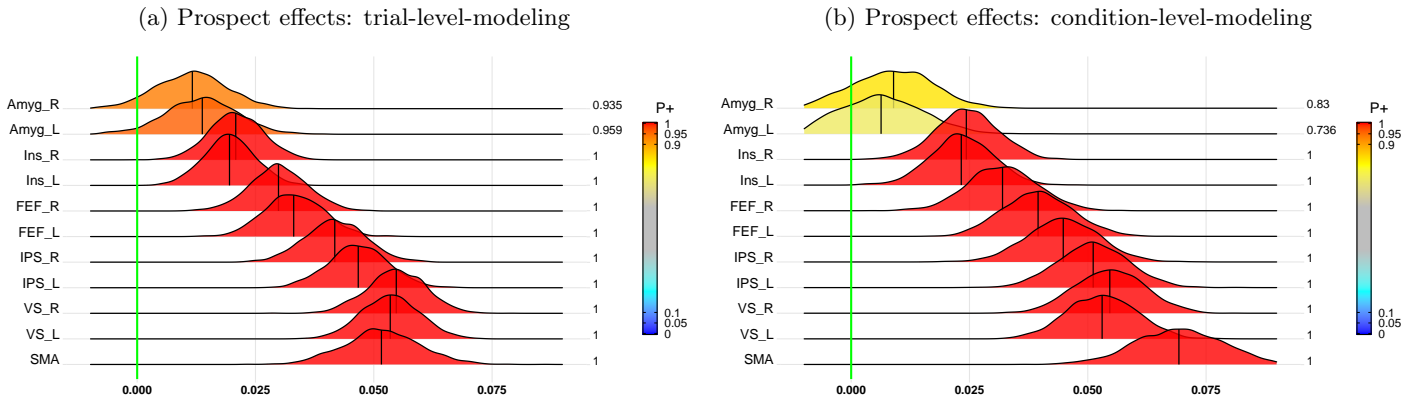 (a) Prospect effects: trial-level-modeling
Amyg_R 0.935
Amyg_L 0.959
Ins_R 1
Ins_L 1
FEF_R 1
FEF_L 1
IPS_R 1
IPS_L 1
VS_R 1
VS_L 1
SMA 1
0.000 0.025 0.050 0.075
P+
1
0.95
0.9
0.1
0.05
0
(b) Prospect effects: condition-level-modeling
Amyg_R 0.83
Amyg_L 0.736
Ins_R 1
Ins_L 1
FEF_R 1
FEF_L 1
IPS_R 1
IPS_L 1
VS_R 1
VS_L 1
SMA 1
0.000 0.025 0.050 0.075
P+
1
0.95
0.9
0.1
0.05
0